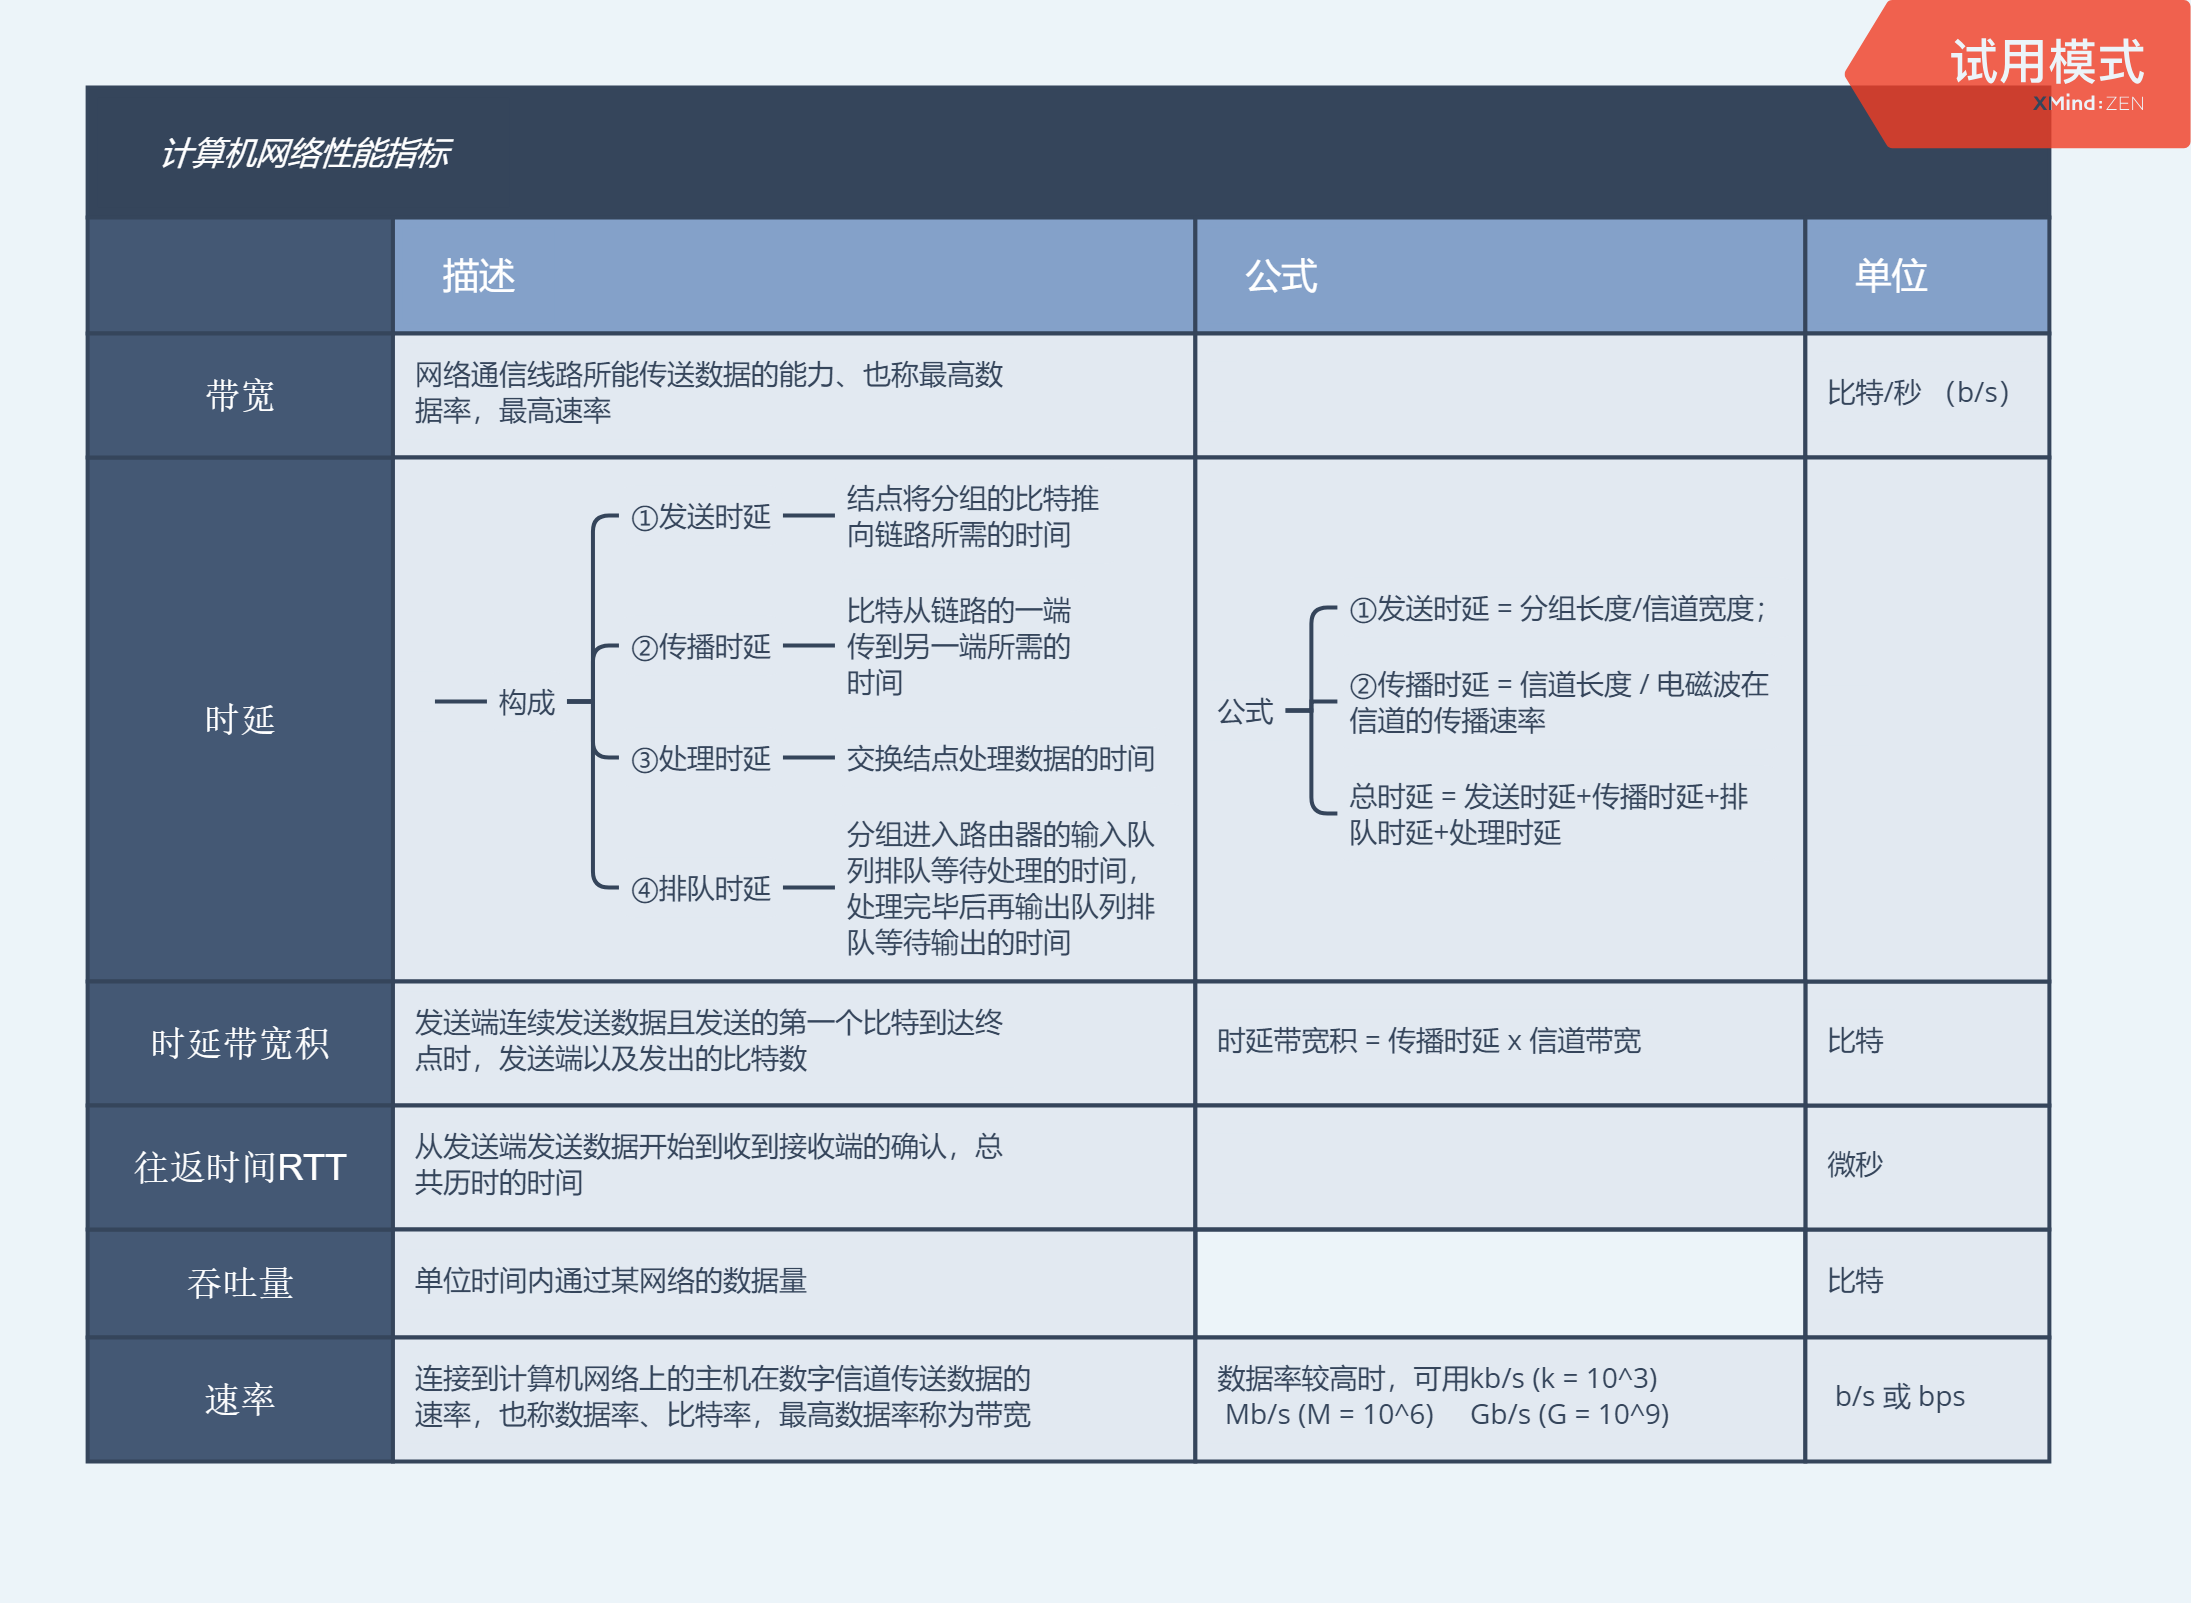 试用模式
XMind:ZEN
计算机网络性能指标
描述
公式
单位
带宽
网络通信线路所能传送数据的能力、也称最高数
据率，最高速率
比特/秒 （b/s）
时延
构成
①发送时延
结点将分组的比特推
向链路所需的时间
②传播时延
比特从链路的一端
传到另一端所需的
时间
③处理时延
交换结点处理数据的时间
④排队时延
分组进入路由器的输入队
列排队等待处理的时间，
处理完毕后再输出队列排
队等待输出的时间
公式
①发送时延 = 分组长度/信道宽度；
②传播时延 = 信道长度 / 电磁波在
信道的传播速率
总时延 = 发送时延+传播时延+排
队时延+处理时延
时延带宽积
发送端连续发送数据且发送的第一个比特到达终
点时，发送端以及发出的比特数
时延带宽积 = 传播时延 x 信道带宽
比特
往返时间RTT
从发送端发送数据开始到收到接收端的确认，总
共历时的时间
微秒
吞吐量
单位时间内通过某网络的数据量
比特
速率
连接到计算机网络上的主机在数字信道传送数据的
速率，也称数据率、比特率，最高数据率称为带宽
数据率较高时，可用kb/s (k = 10^3)
Mb/s (M = 10^6) Gb/s (G = 10^9)
b/s 或 bps